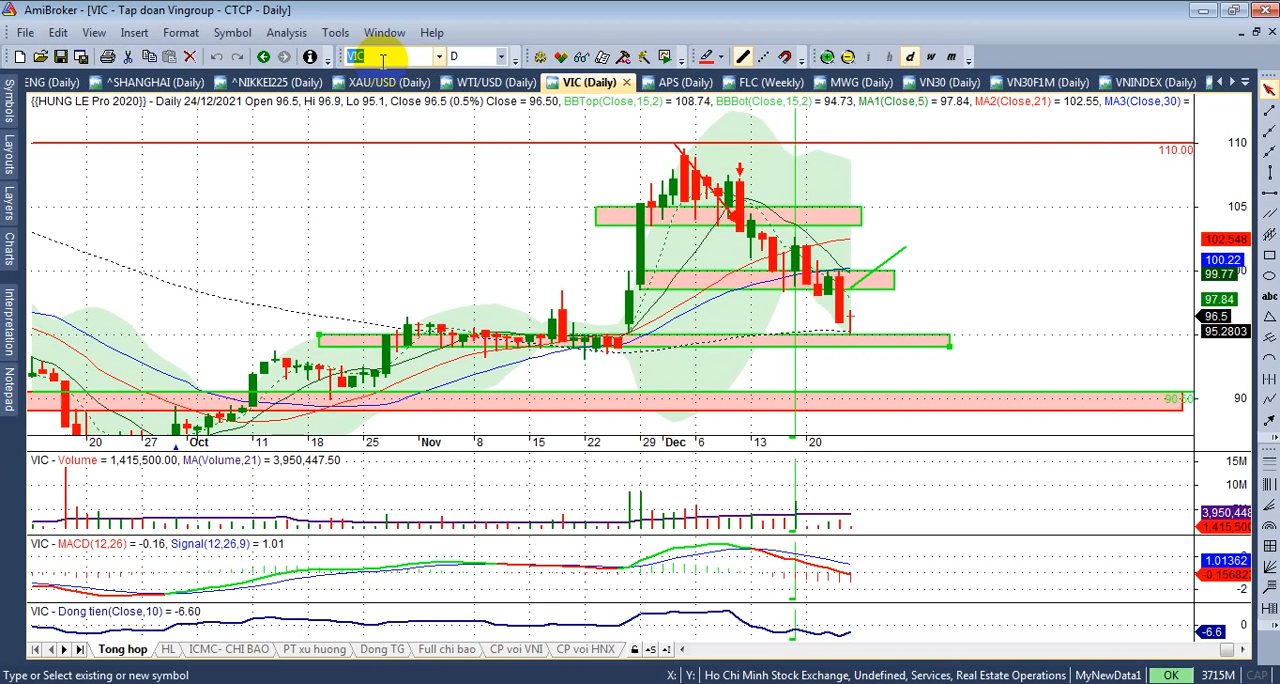 AmiBroker - [VIC - Tap doan Vingroup - CTCP - Daily]
File Edit View Insert Format Symbol Analysis Tools Window Help
VIC D i h d w m
ENG (Daily) ^SHANGHAI (Daily) ^NIKKEI225 (Daily) XAU/USD (Daily) WTI/USD (Daily) VIC (Daily) APS (Daily) FLC (Weekly) MWG (Daily) VN30 (Daily) VN30F1M (Daily) VNINDEX (Daily)
{{HUNG LE Pro 2020}} - Daily 24/12/2021 Open 96.5, Hi 96.9, Lo 95.1, Close 96.5 (0.5%) Close = 96.50, BBTop(Close,15,2) = 108.74, BBBot(Close,15,2) = 94.73, MA1(Close,5) = 97.84, MA2(Close,21) = 102.55, MA3(Close,30) =
Symbols
Layouts
Layers
Charts
Interpretation
Notepad
110.00
110
105
102.548
100.22
99.77
97.84
96.5
95.2803
90.50
90
20 27 Oct 11 18 25 Nov 8 15 22 29 Dec 6 13 20
VIC - Volume = 1,415,500.00, MA(Volume,21) = 3,950,447.50
15M
10M
3,950,448
1,415,500
VIC - MACD(12,26) = -0.16, Signal(12,26,9) = 1.01
1.01362
-0.15682
-2
VIC - Dong tien(Close,10) = -6.60
0
-6.6
Tong hop HL ICMC- CHI BAO PT xu huong Dong TG Full chi bao CP voi VNI CP voi HNX
Type or Select existing or new symbol X: Y: Ho Chi Minh Stock Exchange, Undefined, Services, Real Estate Operations MyNewData1 OK 3715M CAP